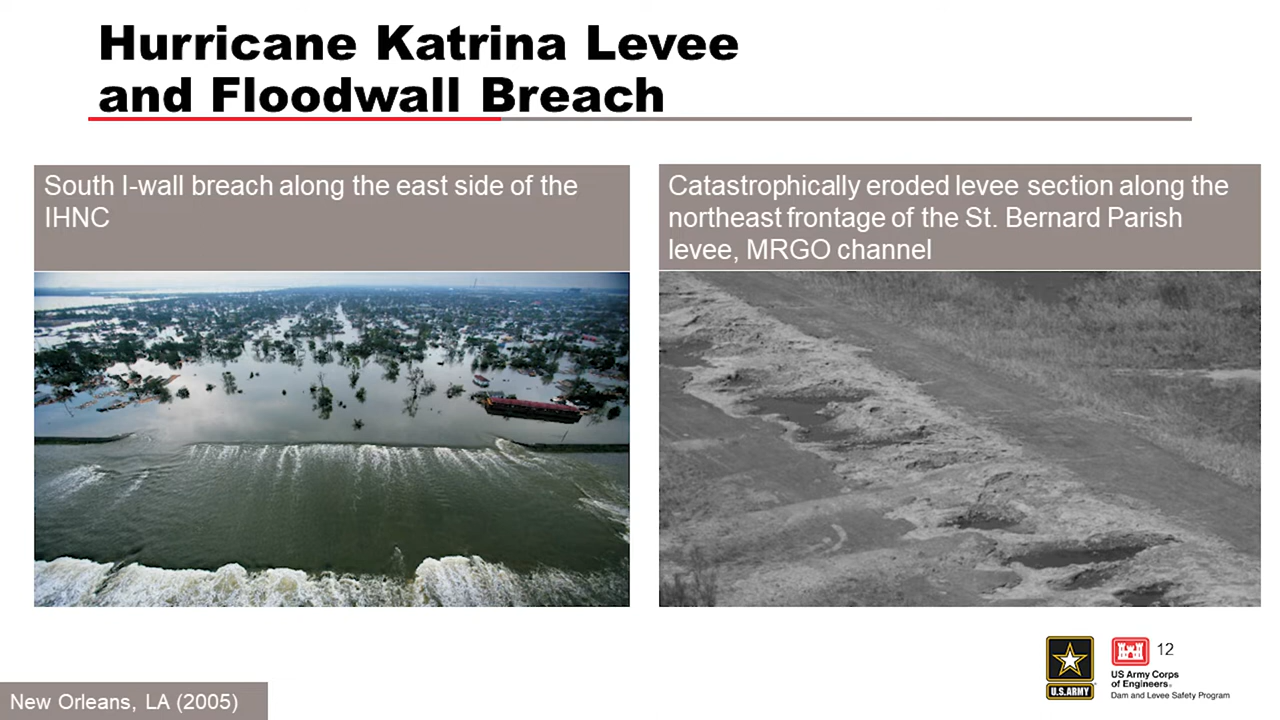 Hurricane Katrina Levee
and Floodwall Breach
South I-wall breach along the east side of the
IHNC
Catastrophically eroded levee section along the
northeast frontage of the St. Bernard Parish
levee, MRGO channel
12
U.S. ARMY
US Army Corps
of Engineers®
Dam and Levee Safety Program
New Orleans, LA (2005)